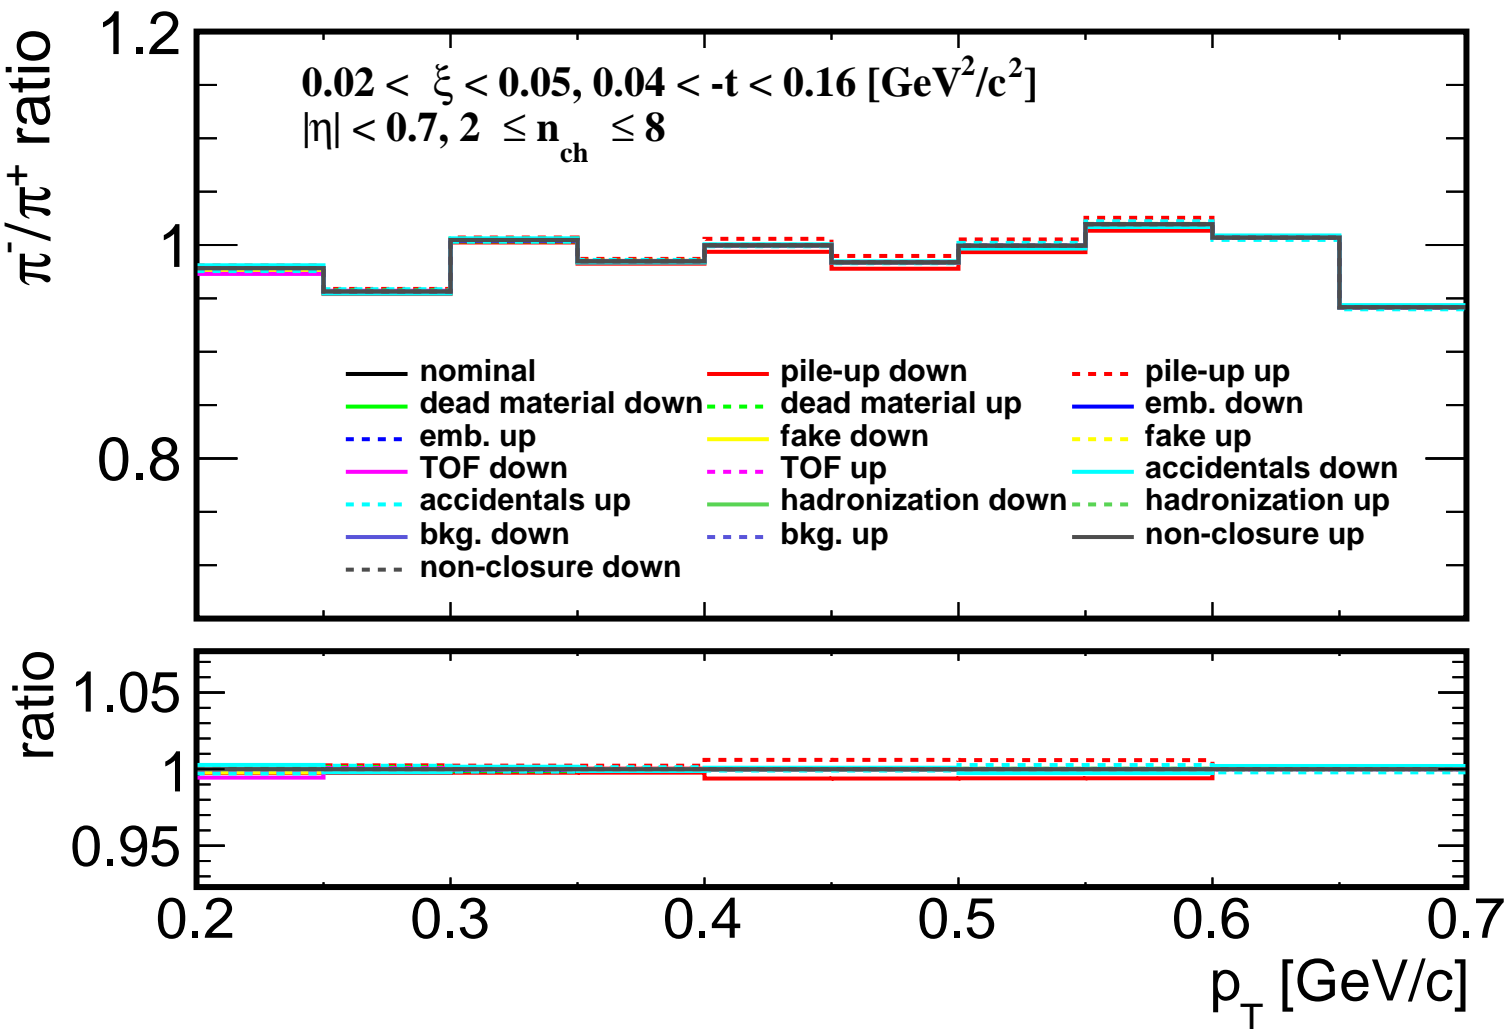 1.2
0.02 < ξ < 0.05, 0.04 < -t < 0.16 [GeV²/c²]
|η| < 0.7, 2 ≤ n_ch ≤ 8
π⁻/π⁺ ratio
1
0.8
nominal pile-up down pile-up up
dead material down dead material up emb. down
emb. up fake down fake up
TOF down TOF up accidentals down
accidentals up hadronization down hadronization up
bkg. down bkg. up non-closure up
non-closure down
ratio
1.05
1
0.95
0.2 0.3 0.4 0.5 0.6 0.7
p_T [GeV/c]